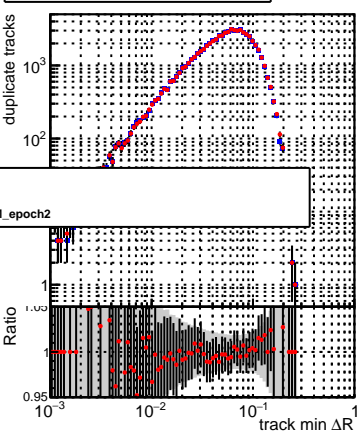 duplicate tracks
10³
10²
l_epoch2
1
Ratio
1.05
1
0.95
10⁻³
10⁻²
10⁻¹
1
track min ΔR